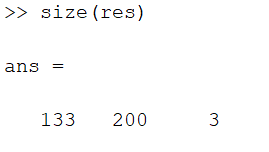 >> size(res)
ans =
133 200 3